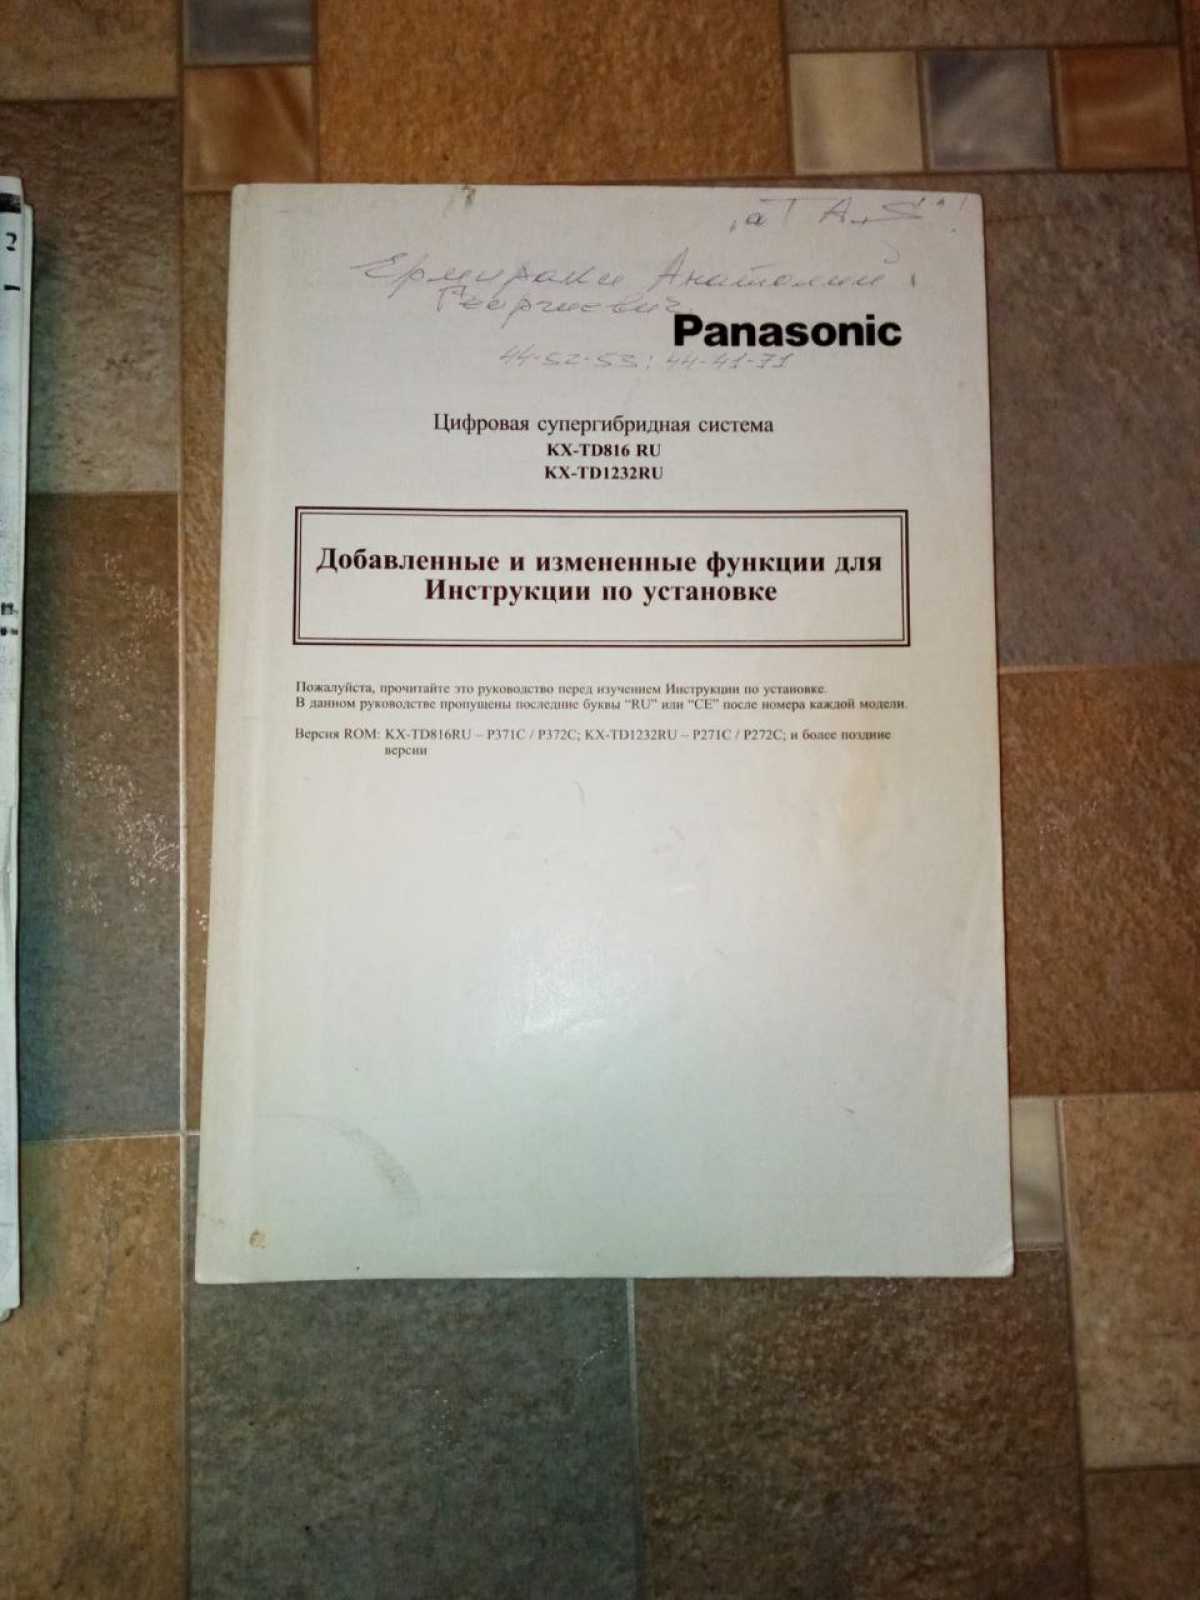 Ермираки Анатолий
Георгиевич
Panasonic
44-52-53; 44-41-71
Цифровая супергибридная система
KX-TD816 RU
KX-TD1232RU
Добавленные и измененные функции для
Инструкции по установке
Пожалуйста, прочитайте это руководство перед изучением Инструкции по установке.
В данном руководстве пропущены последние буквы “RU” или “CE” после номера каждой модели.
Версия ROM: KX-TD816RU – P371C / P372C; KX-TD1232RU – P271C / P272C; и более поздние
версии